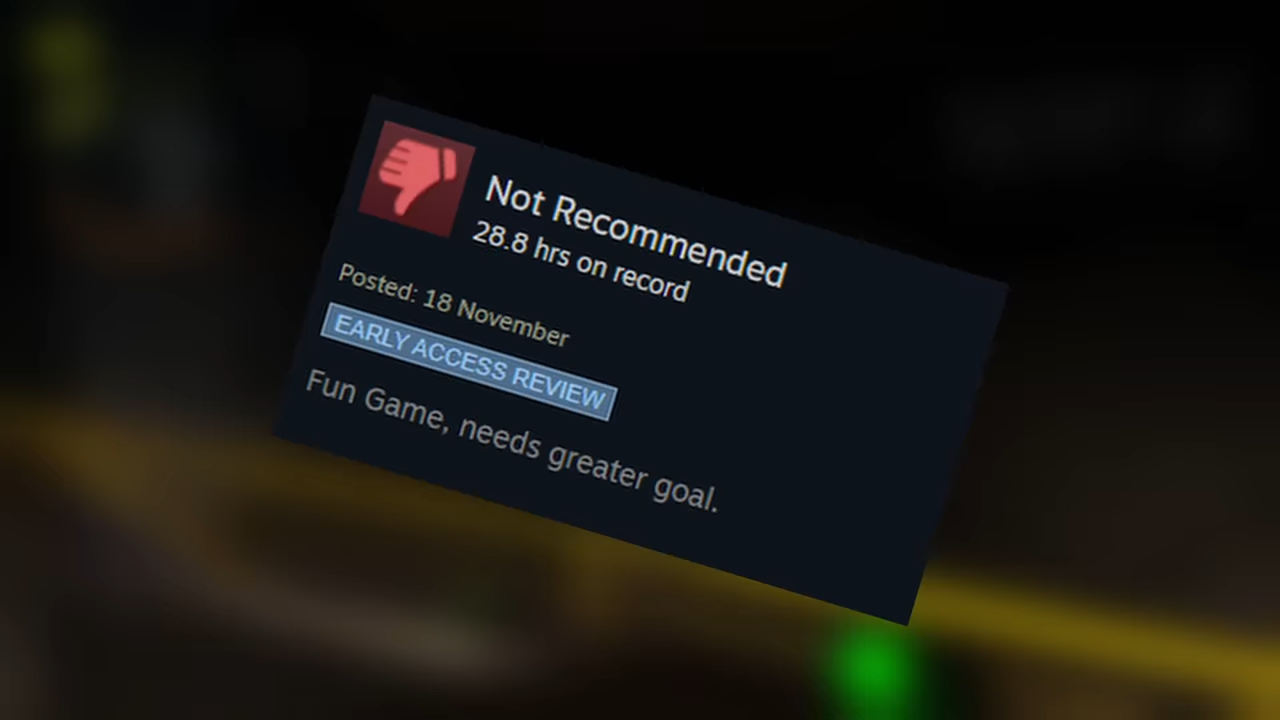 Not Recommended
28.8 hrs on record
Posted: 18 November
EARLY ACCESS REVIEW
Fun Game, needs greater goal.